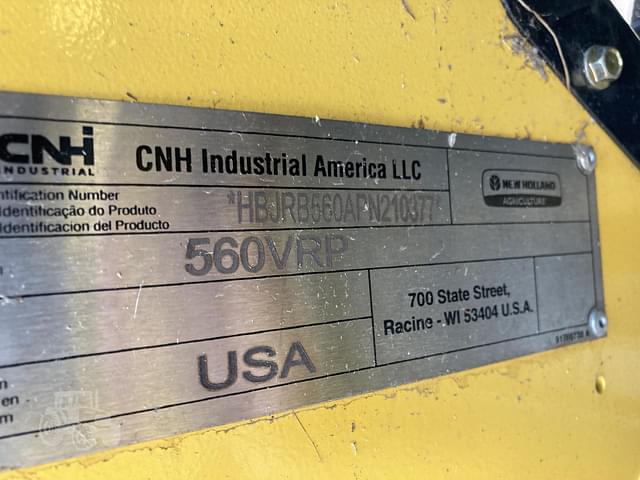 CNH
INDUSTRIAL
CNH Industrial America LLC
NEW HOLLAND
AGRICULTURE
ntification Number
Identificação do Produto
Identificacion del Producto
*HBJRB560APN210377*
560VRP
700 State Street,
Racine - WI 53404 U.S.A.
USA
m
en
m